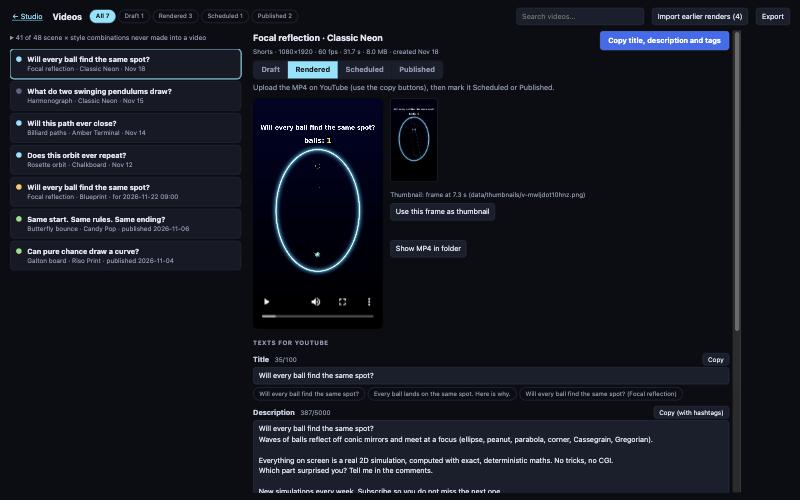 ← Studio Videos All 7 Draft 1 Rendered 3 Scheduled 1 Published 2 Search videos... Import earlier renders (4) Export
▸ 41 of 48 scene × style combinations never made into a video
Will every ball find the same spot?
Focal reflection · Classic Neon · Nov 18
What do two swinging pendulums draw?
Harmonograph · Classic Neon · Nov 15
Will this path ever close?
Billiard paths · Amber Terminal · Nov 14
Does this orbit ever repeat?
Rosette orbit · Chalkboard · Nov 12
Will every ball find the same spot?
Focal reflection · Blueprint · for 2026-11-22 09:00
Same start. Same rules. Same ending?
Butterfly bounce · Candy Pop · published 2026-11-06
Can pure chance draw a curve?
Galton board · Riso Print · published 2026-11-04
Focal reflection · Classic Neon
Shorts · 1080×1920 · 60 fps · 31.7 s · 8.0 MB · created Nov 18
Copy title, description and tags
Draft Rendered Scheduled Published
Upload the MP4 on YouTube (use the copy buttons), then mark it Scheduled or Published.
Will every ball find the same spot?
balls: 1
Thumbnail: frame at 7.3 s (data/thumbnails/v-mwljdot10hnz.png)
Use this frame as thumbnail
Show MP4 in folder
TEXTS FOR YOUTUBE
Title 35/100 Copy
Will every ball find the same spot?
Will every ball find the same spot? Every ball lands on the same spot. Here is why. Will every ball find the same spot? (Focal reflection)
Description 387/5000 Copy (with hashtags)
Will every ball find the same spot?
Waves of balls reflect off conic mirrors and meet at a focus (ellipse, peanut, parabola, corner, Cassegrain, Gregorian).
Everything on screen is a real 2D simulation, computed with exact, deterministic maths. No tricks, no CGI.
Which part surprised you? Tell me in the comments.
New simulations every week. Subscribe so you do not miss the next one.